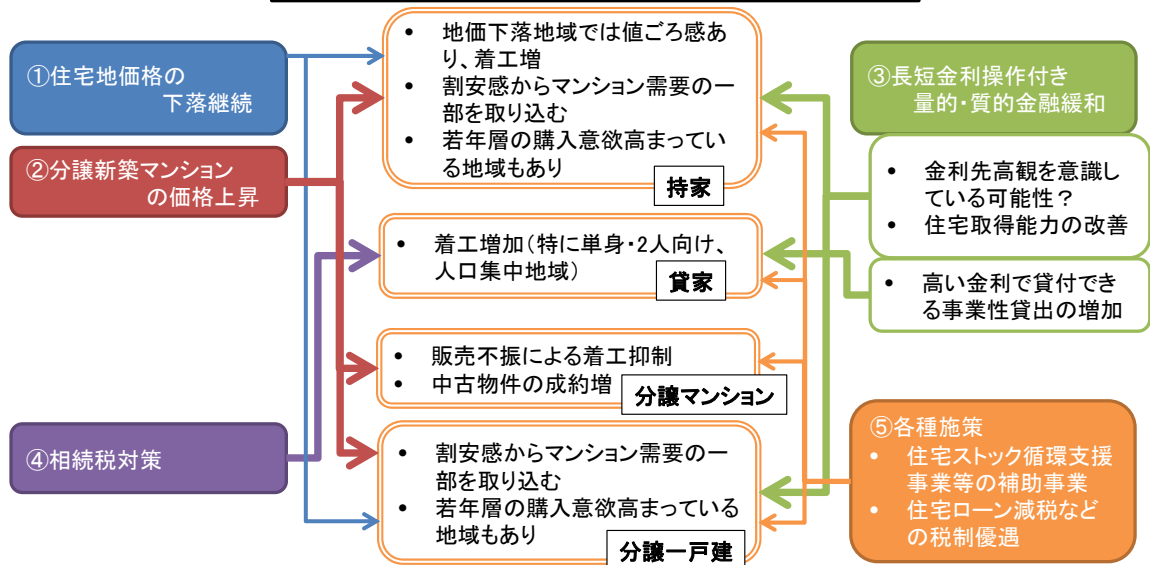 ①住宅地価格の
下落継続
②分譲新築マンション
の価格上昇
④相続税対策
• 地価下落地域では値ごろ感あ
り、着工増
• 割安感からマンション需要の一
部を取り込む
• 若年層の購入意欲高まってい
る地域もあり
持家
• 着工増加(特に単身・2人向け、
人口集中地域)
貸家
• 販売不振による着工抑制
• 中古物件の成約増
分譲マンション
• 割安感からマンション需要の一
部を取り込む
• 若年層の購入意欲高まっている
地域もあり
分譲一戸建
③長短金利操作付き
量的・質的金融緩和
• 金利先高観を意識し
ている可能性？
• 住宅取得能力の改善
• 高い金利で貸付でき
る事業性貸出の増加
⑤各種施策
• 住宅ストック循環支援
事業等の補助事業
• 住宅ローン減税など
の税制優遇